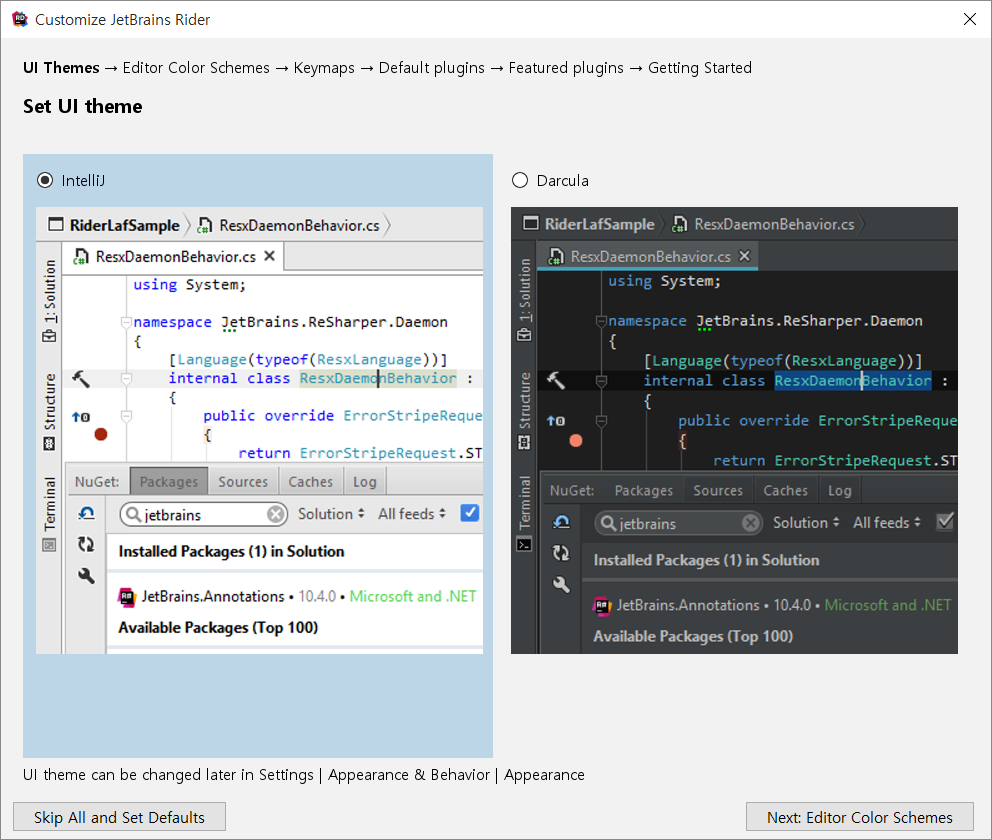 Customize JetBrains Rider
UI Themes → Editor Color Schemes → Keymaps → Default plugins → Featured plugins → Getting Started
Set UI theme
IntelliJ
RiderLafSample ResxDaemonBehavior.cs
ResxDaemonBehavior.cs
1: Solution
Structure
Terminal
using System;
namespace JetBrains.ReSharper.Daemon
{
[Language(typeof(ResxLanguage))]
internal class ResxDaemonBehavior :
{
public override ErrorStripeReque
{
return ErrorStripeRequest.ST
NuGet: Packages Sources Caches Log
jetbrains Solution All feeds
Installed Packages (1) in Solution
JetBrains.Annotations • 10.4.0 • Microsoft and .NET
Available Packages (Top 100)
Darcula
RiderLafSample ResxDaemonBehavior.cs
ResxDaemonBehavior.cs
1: Solution
Structure
Terminal
using System;
namespace JetBrains.ReSharper.Daemon
{
[Language(typeof(ResxLanguage))]
internal class ResxDaemonBehavior :
{
public override ErrorStripeReque
{
return ErrorStripeRequest.ST
NuGet: Packages Sources Caches Log
jetbrains Solution All feeds
Installed Packages (1) in Solution
JetBrains.Annotations • 10.4.0 • Microsoft and .NET
Available Packages (Top 100)
UI theme can be changed later in Settings | Appearance & Behavior | Appearance
Skip All and Set Defaults
Next: Editor Color Schemes